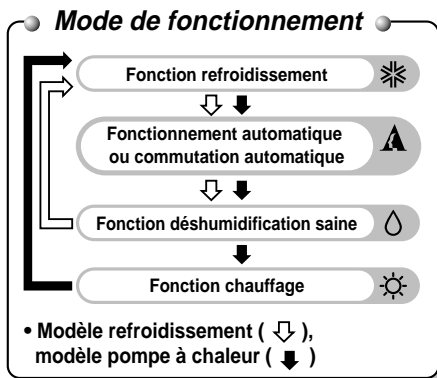 Mode de fonctionnement
Fonction refroidissement
Fonctionnement automatique
ou commutation automatique
Fonction déshumidification saine
Fonction chauffage
• Modèle refroidissement ( ⇩ ),
modèle pompe à chaleur ( 🡇 )